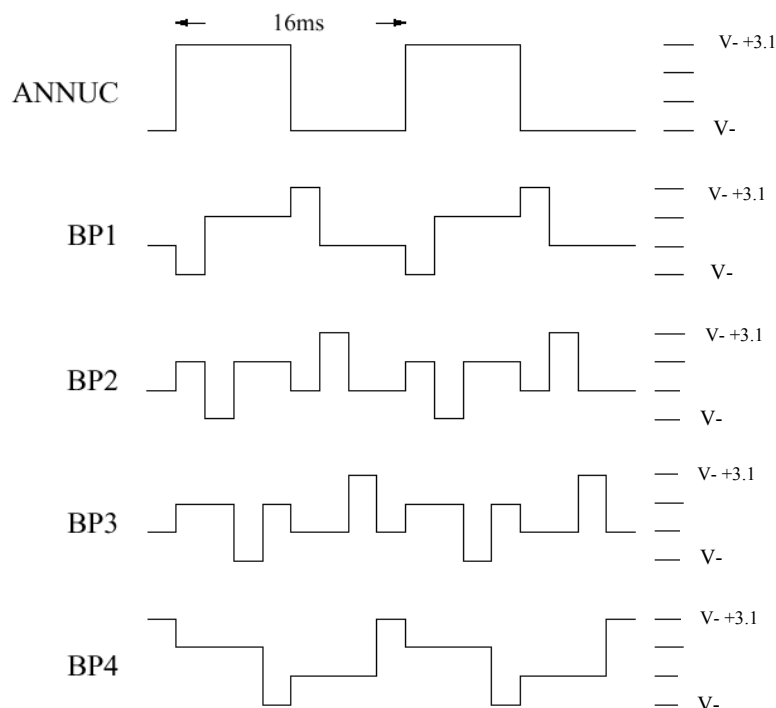 16ms
V- +3.1
ANNUC
V-
V- +3.1
BP1
V-
V- +3.1
BP2
V-
V- +3.1
BP3
V-
V- +3.1
BP4
V-